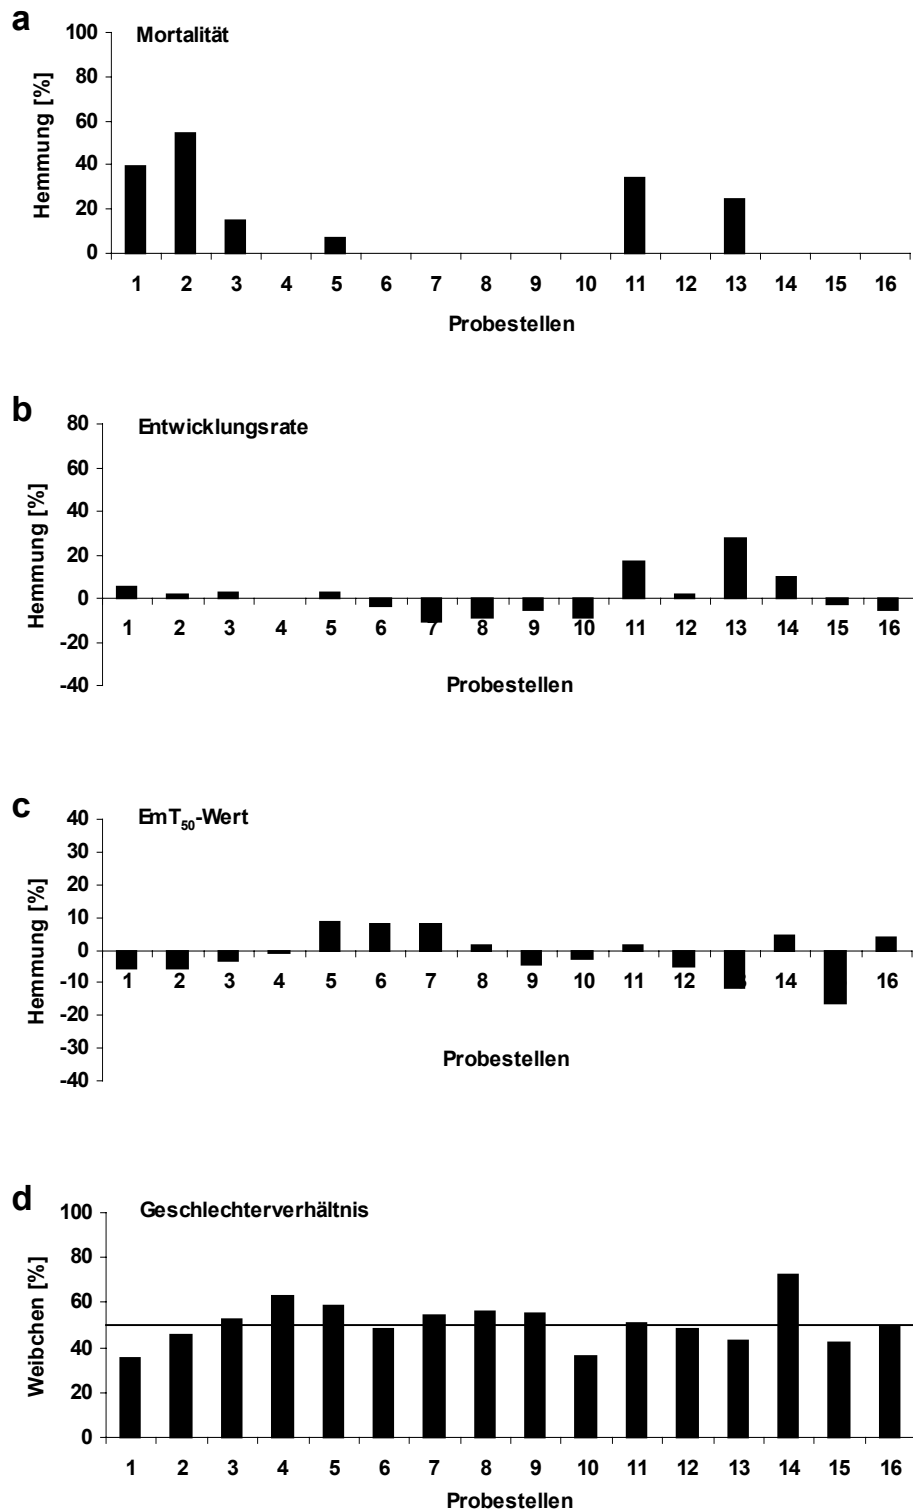 a
Mortalität
Hemmung [%]
100
80
60
40
20
0
1 2 3 4 5 6 7 8 9 10 11 12 13 14 15 16
Probestellen
b
Entwicklungsrate
Hemmung [%]
80
60
40
20
0
-20
-40
1 2 3 4 5 6 7 8 9 10 11 12 13 14 15 16
Probestellen
c
EmT50-Wert
Hemmung [%]
40
30
20
10
0
-10
-20
-30
-40
1 2 3 4 5 6 7 8 9 10 11 12 14 16
Probestellen
d
Geschlechterverhältnis
Weibchen [%]
100
80
60
40
20
0
1 2 3 4 5 6 7 8 9 10 11 12 13 14 15 16
Probestellen